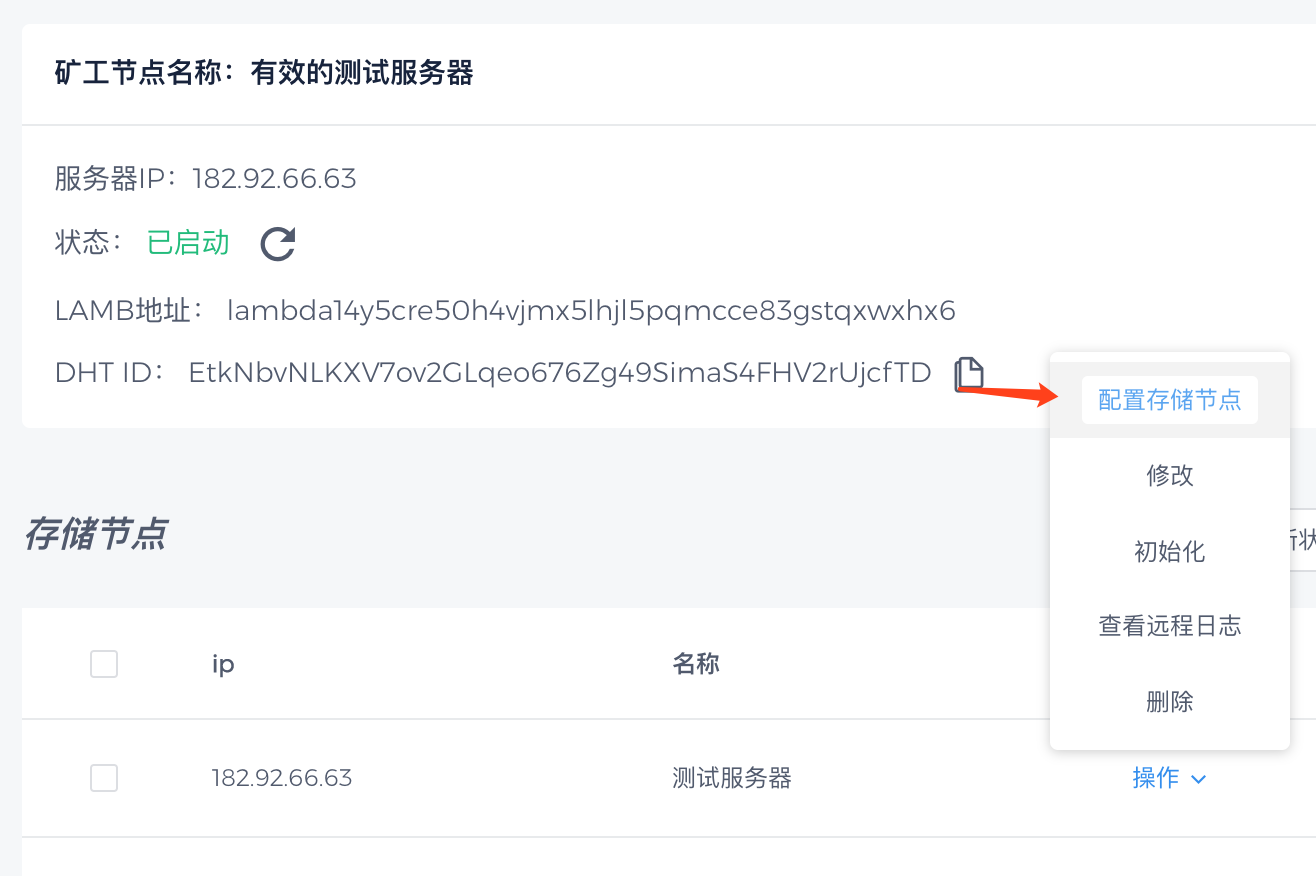 矿工节点名称：有效的测试服务器
服务器IP：182.92.66.63
状态： 已启动
LAMB地址： lambda14y5cre50h4vjmx5lhjl5pqmcce83gstqxwxhx6
DHT ID： EtkNbvNLKXV7ov2GLqeo676Zg49SimaS4FHV2rUjcfTD
配置存储节点
修改
初始化
查看远程日志
删除
存储节点
ip 名称
182.92.66.63 测试服务器 操作